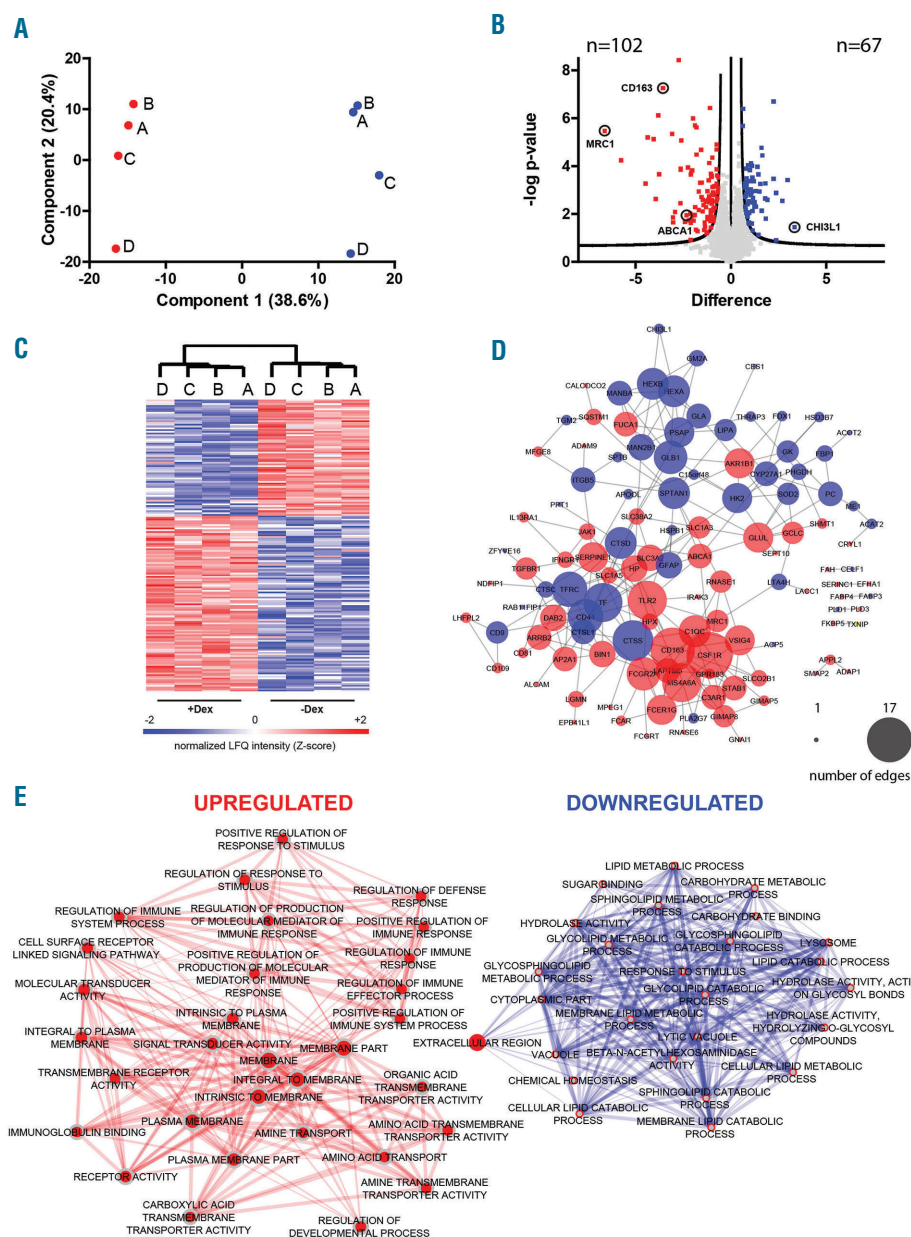 A
Component 2 (20.4%)
20
10
0
-10
-20
B
A
C
D
B
A
C
D
-20
-10
0
10
20
Component 1 (38.6%)
B
n=102
n=67
-log p-value
8
6
4
2
0
CD163
MRC1
ABCA1
CHI3L1
-5
0
5
Difference
C
D C B A D C B A
+Dex
-Dex
-2
0
+2
normalized LFQ intensity (Z-score)
D
CHI3L1
GM2A
HEXB
HEXA
CBS1
CALCOCO2
MANBA
SQSTM1
GLA
TGM2
FUCA1
PSAP
LIPA
THRAP3
FDX1
HSD3B7
ADAM9
MAN2B1
ACOT2
MFGE8
SPTB
GLB1
GK
FBP1
AKR1B1
C15orf48
CYP27A1
PHGDH
ITGB5
APOOL
SPTAN1
HK2
SOD2
PC
PRT1
ME1
IL13RA1
SLC38A2
HSPB1
SLC1A3
GCLC
SHMT1
ACAT2
JAK1
CTSD
GLUL
CRYL1
ZFYVE16
IFNGR1
SERPINE1
SLC3A2
ABCA1
SEPT10
TGFBR1
HP
GFAP
SLC1A5
FAH
CELF1
NDFIP1
CTSC
TFRC
RNASE1
LTA4H
LACC1
SERINC1
EFHA1
TLR2
IRAK3
FABP4
FABP3
RAB11FIP1
TF
PLD1
PLD3
LHFPL2
DAB2
CD44
HPX
MRC1
FKBP5
TXNIP
CD9
ARRB2
CTSL1
C1QC
VSIG4
CTSS
ACP5
CD81
BIN1
CD163
CSF1R
CD109
AP2A1
APPL2
FCGR2B
GPR183
SMAP2
ADAP1
ALCAM
MS4A6A
STAB1
SLCO2B1
LGMN
C3AR1
GIMAP5
MPLEG1
FCER1G
EPB41L1
FCAR
PLA2G7
GIMAP8
FCGRT
RNASE6
GNAI1
1
17
number of edges
E
UPREGULATED
POSITIVE REGULATION OF
RESPONSE TO STIMULUS
REGULATION OF RESPONSE TO
STIMULUS
REGULATION OF DEFENSE
RESPONSE
REGULATION OF IMMUNE
SYSTEM PROCESS
REGULATION OF PRODUCTION
OF MOLECULAR MEDIATOR OF
IMMUNE RESPONSE
POSITIVE REGULATION OF
IMMUNE RESPONSE
CELL SURFACE RECEPTOR
LINKED SIGNALING PATHWAY
POSITIVE REGULATION OF
PRODUCTION OF MOLECULAR
MEDIATOR OF IMMUNE
RESPONSE
REGULATION OF IMMUNE
RESPONSE
MOLECULAR TRANSDUCER
ACTIVITY
REGULATION OF IMMUNE
EFFECTOR PROCESS
INTRINSIC TO PLASMA
MEMBRANE
POSITIVE REGULATION OF
IMMUNE SYSTEM PROCESS
INTEGRAL TO PLASMA
MEMBRANE
SIGNAL TRANSDUCER ACTIVITY
MEMBRANE
MEMBRANE PART
TRANSMEMBRANE RECEPTOR
ACTIVITY
INTEGRAL TO MEMBRANE
INTRINSIC TO MEMBRANE
ORGANIC ACID
TRANSMEMBRANE
TRANSPORTER ACTIVITY
IMMUNOGLOBULIN BINDING
PLASMA MEMBRANE
AMINE TRANSPORT
AMINO ACID TRANSMEMBRANE
TRANSPORTER ACTIVITY
PLASMA MEMBRANE PART
AMINO ACID TRANSPORT
RECEPTOR ACTIVITY
AMINE TRANSMEMBRANE
TRANSPORTER ACTIVITY
CARBOXYLIC ACID
TRANSMEMBRANE
TRANSPORTER ACTIVITY
REGULATION OF
DEVELOPMENTAL PROCESS
EXTRACELLULAR REGION
DOWNREGULATED
LIPID METABOLIC PROCESS
SUGAR BINDING
CARBOHYDRATE METABOLIC
PROCESS
SPHINGOLIPID METABOLIC
PROCESS
HYDROLASE ACTIVITY
CARBOHYDRATE BINDING
GLYCOLIPID METABOLIC
PROCESS
GLYCOSPHINGOLIPID
CATABOLIC PROCESS
LYSOSOME
LIPID CATABOLIC PROCESS
GLYCOSPHINGOLIPID
METABOLIC PROCESS
RESPONSE TO STIMULUS
GLYCOLIPID CATABOLIC
PROCESS
HYDROLASE ACTIVITY, ACTI
ON GLYCOSYL BONDS
CYTOPLASMIC PART
MEMBRANE LIPID METABOLIC
PROCESS
HYDROLASE ACTIVITY,
HYDROLYZING O-GLYCOSYL
COMPOUNDS
LYTIC VACUOLE
VACUOLE
BETA-N-ACETYLHEXOSAMINIDASE
ACTIVITY
CELLULAR LIPID METABOLIC
PROCESS
CHEMICAL HOMEOSTASIS
SPHINGOLIPID CATABOLIC
PROCESS
CELLULAR LIPID CATABOLIC
PROCESS
MEMBRANE LIPID CATABOLIC
PROCESS